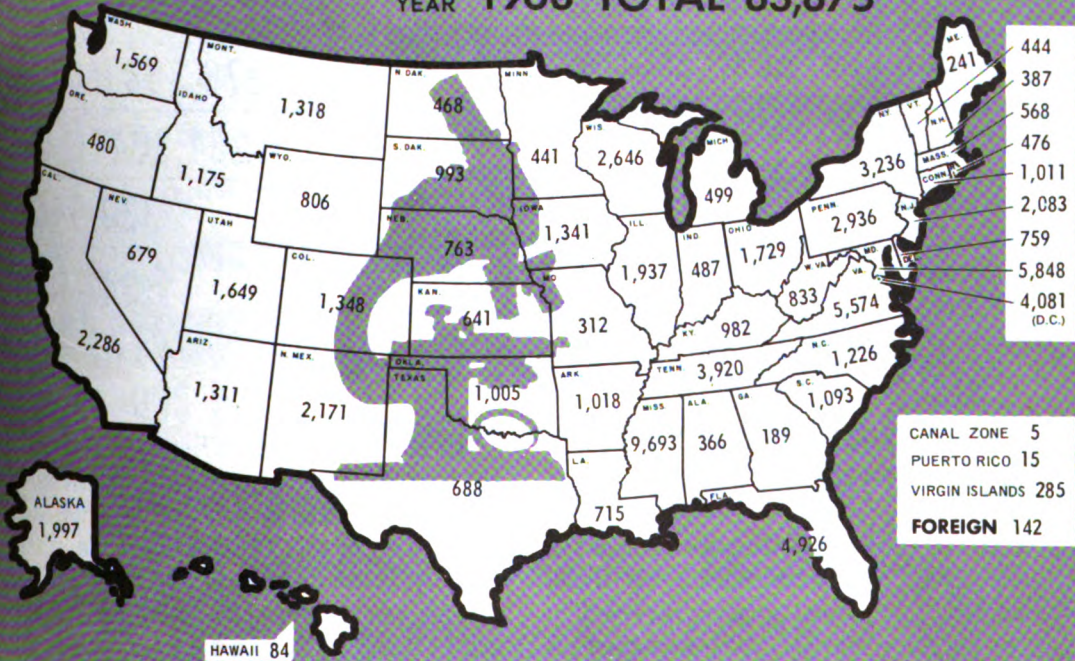 YEAR TOTAL 83,875
WASH.
1,569
ORE.
480
CAL.
2,286
NEV.
679
IDAHO
1,175
MONT.
1,318
WYO.
806
UTAH
1,649
COL.
1,348
ARIZ.
1,311
N. MEX.
2,171
N. DAK.
468
S. DAK.
993
NEB.
763
KAN.
641
OKLA.
1,005
TEXAS
688
MINN.
441
IOWA
1,341
MO.
312
ARK.
1,018
LA.
715
WIS.
2,646
ILL.
1,937
MICH.
499
IND.
487
OHIO
1,729
KY.
982
TENN.
3,920
MISS.
9,693
ALA.
366
GA.
189
FLA.
4,926
S.C.
1,093
N.C.
1,226
VA.
5,574
W. VA.
833
MD.
DEL.
PENN.
2,936
N.J.
N.Y.
3,236
CONN.
MASS.
VT.
N.H.
ME.
241
444
387
568
476
1,011
2,083
759
5,848
4,081
(D.C.)
CANAL ZONE 5
PUERTO RICO 15
VIRGIN ISLANDS 285
FOREIGN 142
ALASKA
1,997
HAWAII 84